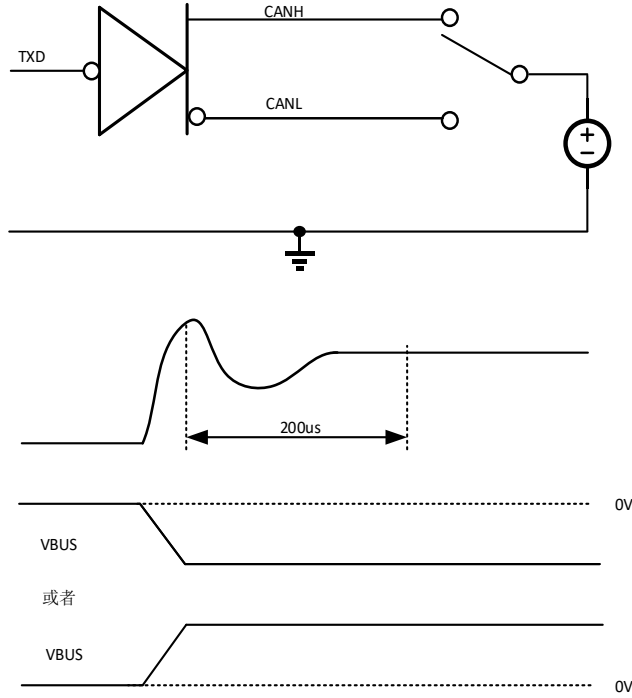 CANH
TXD
CANL
+
−
200us
0V
VBUS
或者
VBUS
0V